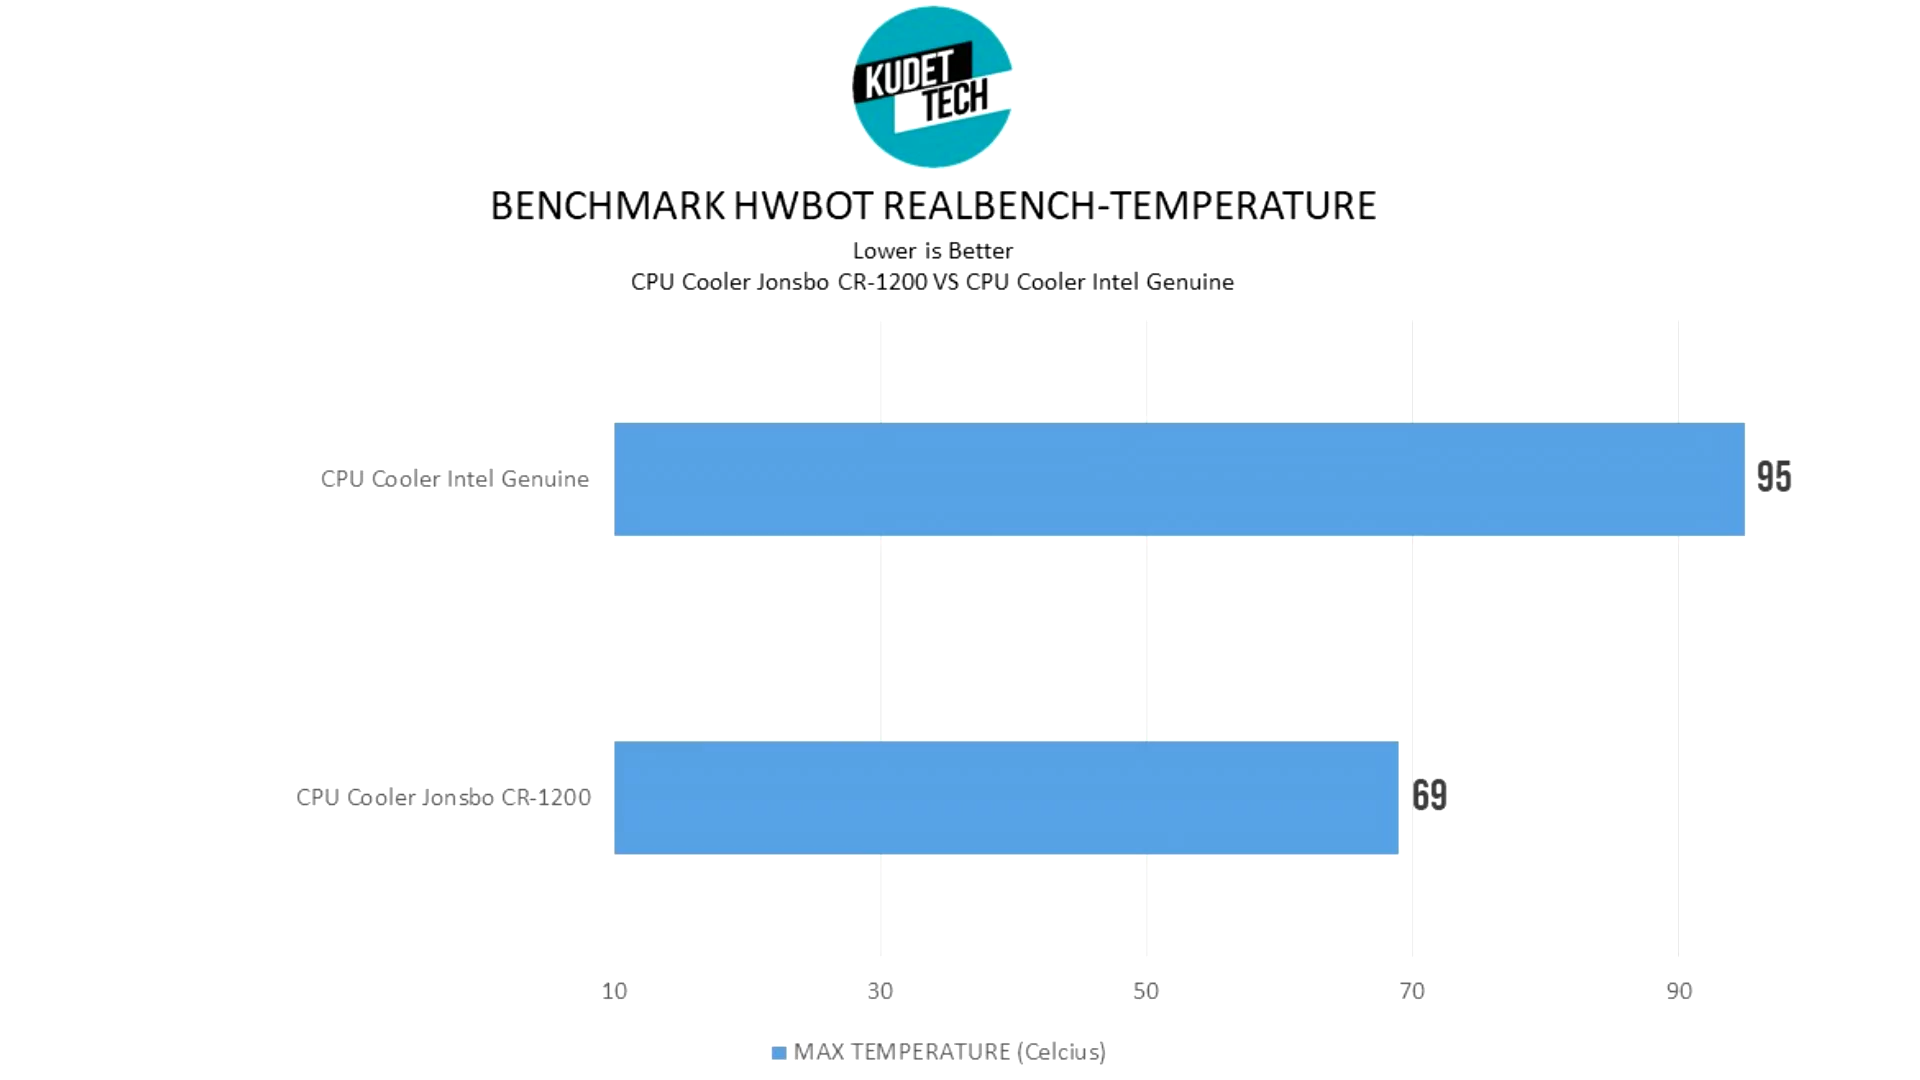 KUDET
TECH
BENCHMARK HWBOT REALBENCH-TEMPERATURE
Lower is Better
CPU Cooler Jonsbo CR-1200 VS CPU Cooler Intel Genuine
CPU Cooler Intel Genuine
95
CPU Cooler Jonsbo CR-1200
69
10 30 50 70 90
MAX TEMPERATURE (Celcius)